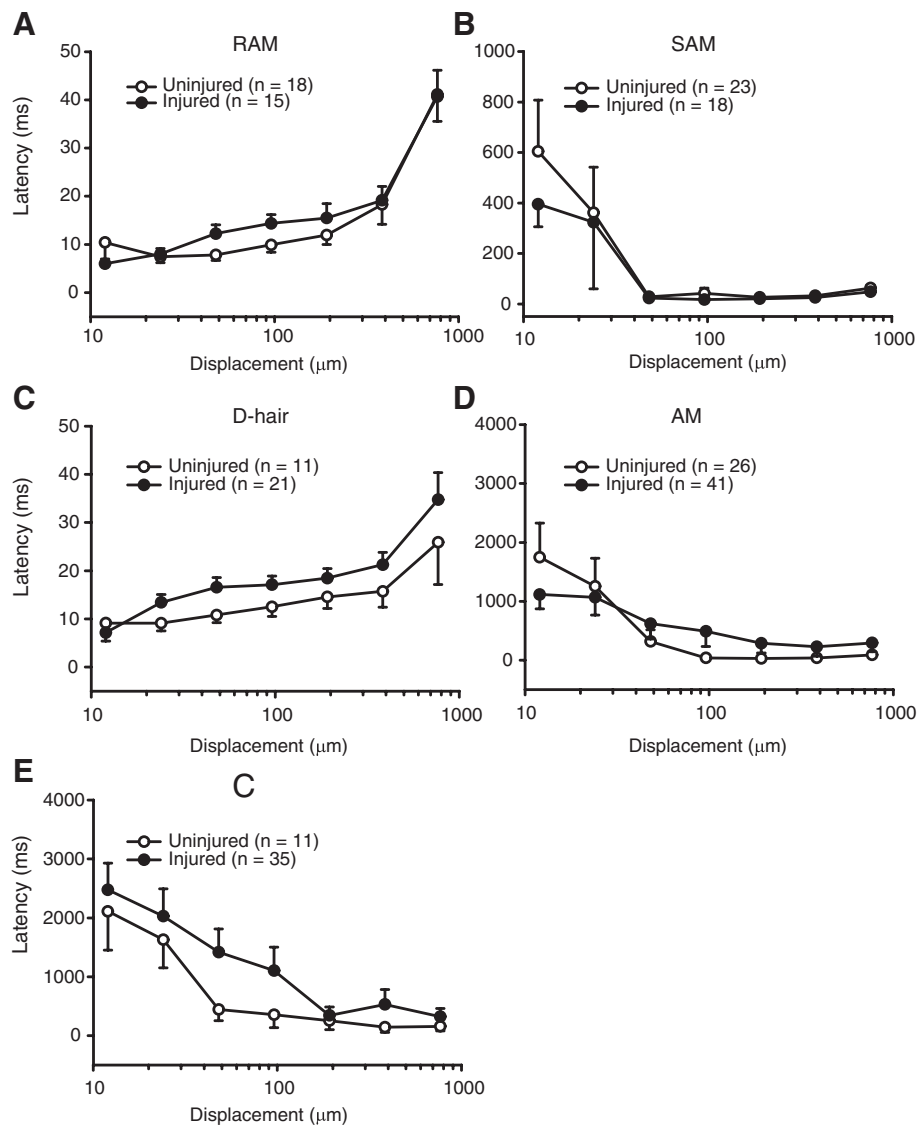 A
RAM
50
40
30
20
10
0
Latency (ms)
Uninjured (n = 18)
Injured (n = 15)
10
100
1000
Displacement (μm)
B
SAM
1000
800
600
400
200
0
Uninjured (n = 23)
Injured (n = 18)
10
100
1000
Displacement (μm)
C
D-hair
50
40
30
20
10
0
Latency (ms)
Uninjured (n = 11)
Injured (n = 21)
10
100
1000
Displacement (μm)
D
AM
4000
3000
2000
1000
0
Uninjured (n = 26)
Injured (n = 41)
10
100
1000
Displacement (μm)
E
C
4000
3000
2000
1000
0
Latency (ms)
Uninjured (n = 11)
Injured (n = 35)
10
100
1000
Displacement (μm)